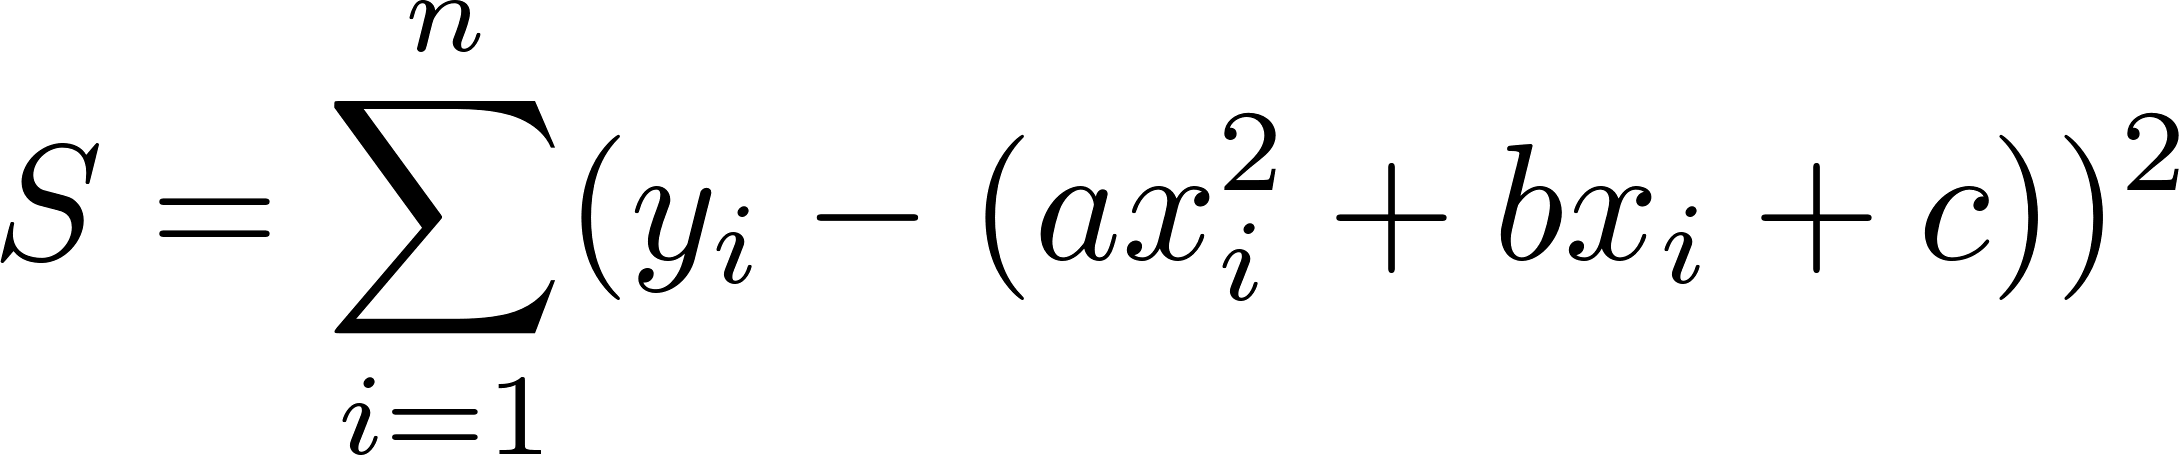 S = \sum_{i=1}^{n} (y_i - (ax_i^2 + bx_i + c))^2